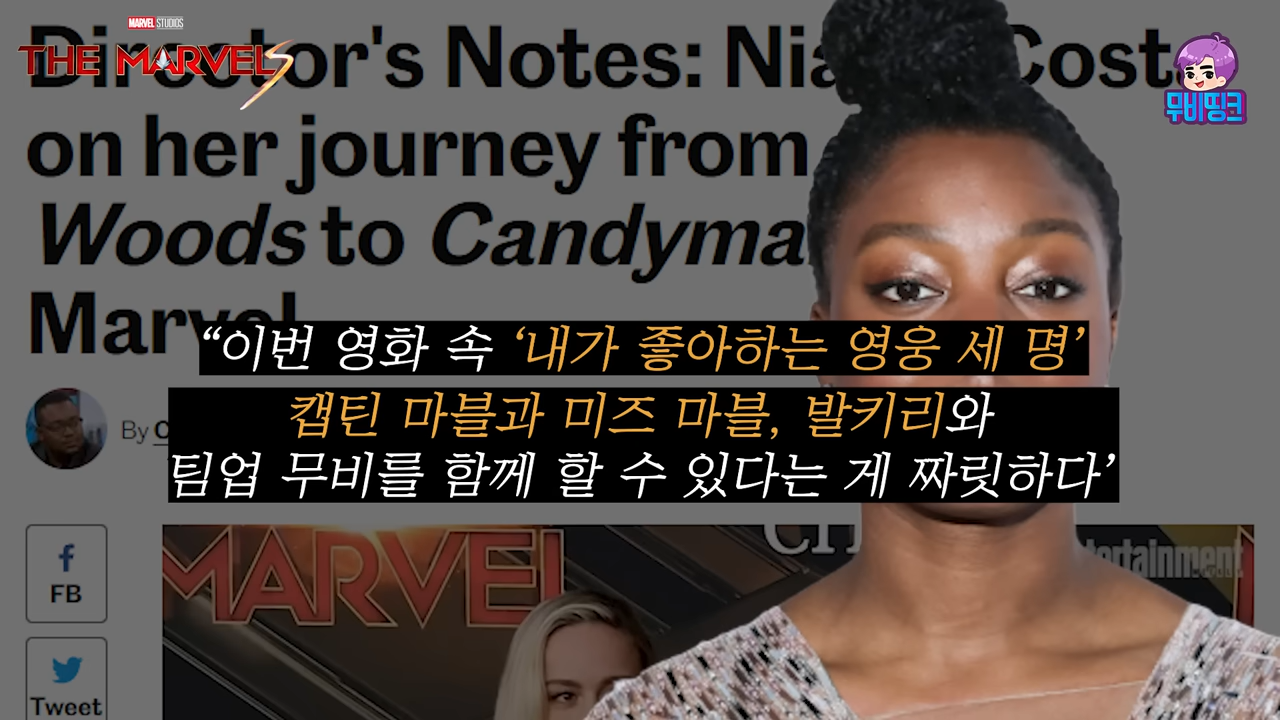 MARVEL STUDIOS
THE MARVELS
Director's Notes: Nia Costa
on her journey from
Woods to Candyma
Marvel
무비띵크
“이번 영화 속 ‘내가 좋아하는 영웅 세 명’
캡틴 마블과 미즈 마블, 발키리와
팀업 무비를 함께 할 수 있다는 게 짜릿하다’
By C
FB
Tweet
MARVEL
Entertainment